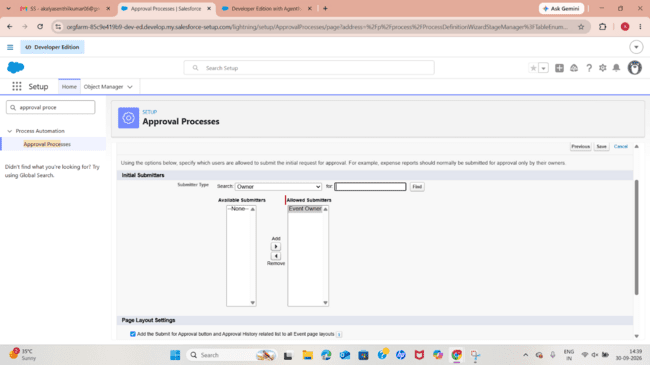 S5 - akalyasenthilkumar06@g
Approval Processes | Salesforce
Developer Edition with Agentf
Ask Gemini
orgfarm-85c9e419b9-dev-ed.develop.my.salesforce-setup.com/lightning/setup/ApprovalProcesses/page?address=%2Fp%2Fprocess%2FProcessDefinitionWizardStageManager%3FTableEnum...
Developer Edition
Search Setup
Setup
Home
Object Manager
approval proce
Process Automation
Approval Processes
Didn't find what you're looking for? Try
using Global Search.
SETUP
Approval Processes
Previous Save Cancel
Using the options below, specify which users are allowed to submit the initial request for approval. For example, expense reports should normally be submitted for approval only by their owners.
Initial Submitters
Submitter Type
Search: Owner for: Find
Available Submitters Allowed Submitters
--None-- Event Owner
Add
Remove
Page Layout Settings
Add the Submit for Approval button and Approval History related list to all Event page layouts
35°C
Sunny
Search
ENG
IN
14:39
30-09-2026